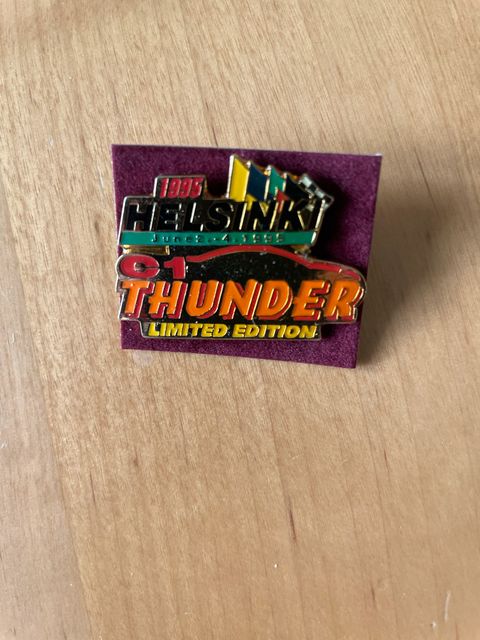 1995
HELSINKI
June 2.-4.1995
C1
THUNDER
LIMITED EDITION